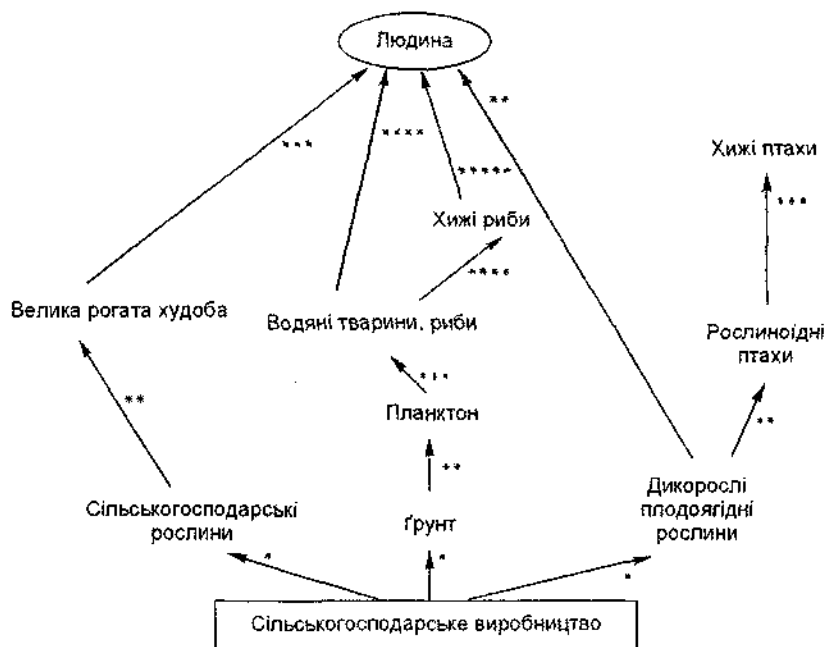 Людина
**
***
****
Хижі птахи
***
*****
Хижі риби
****
Велика рогата худоба
Водяні тварини, риби
Рослиноїдні
птахи
***
**
Планктон
**
**
Сільськогосподарські
рослини
ґрунт
Дикорослі
плодоягідні
рослини
*
*
*
Сільськогосподарське виробництво